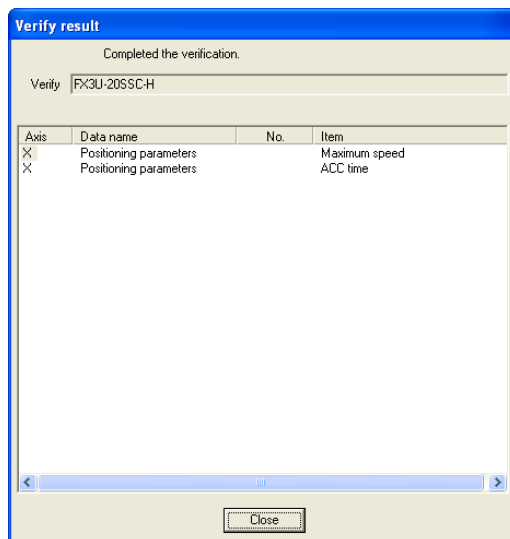 Verify result
Completed the verification.
Verify FX3U-20SSC-H
Axis Data name No. Item
X Positioning parameters Maximum speed
X Positioning parameters ACC time
Close